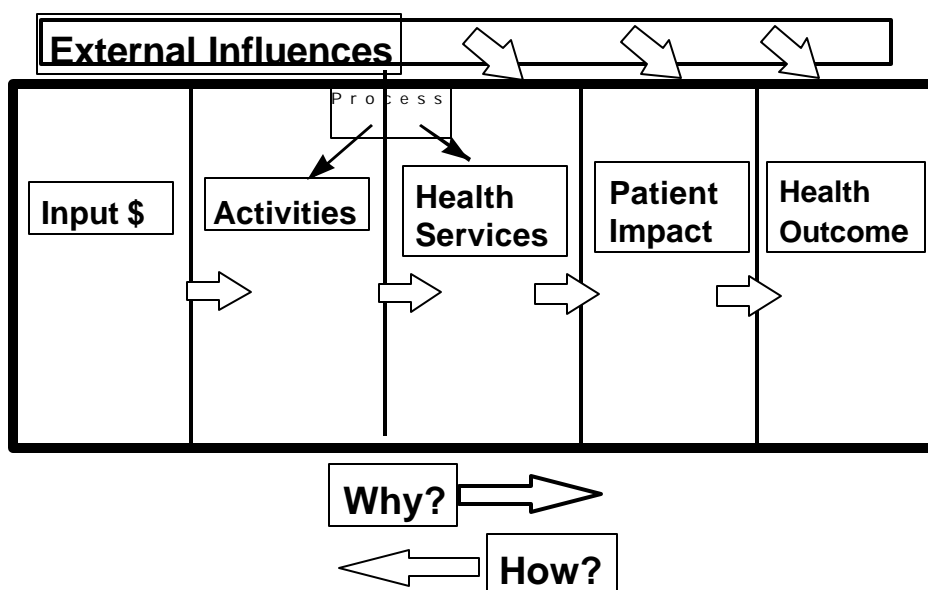 External Influences
Process
Input $
Activities
Health
Services
Patient
Impact
Health
Outcome
Why?
How?